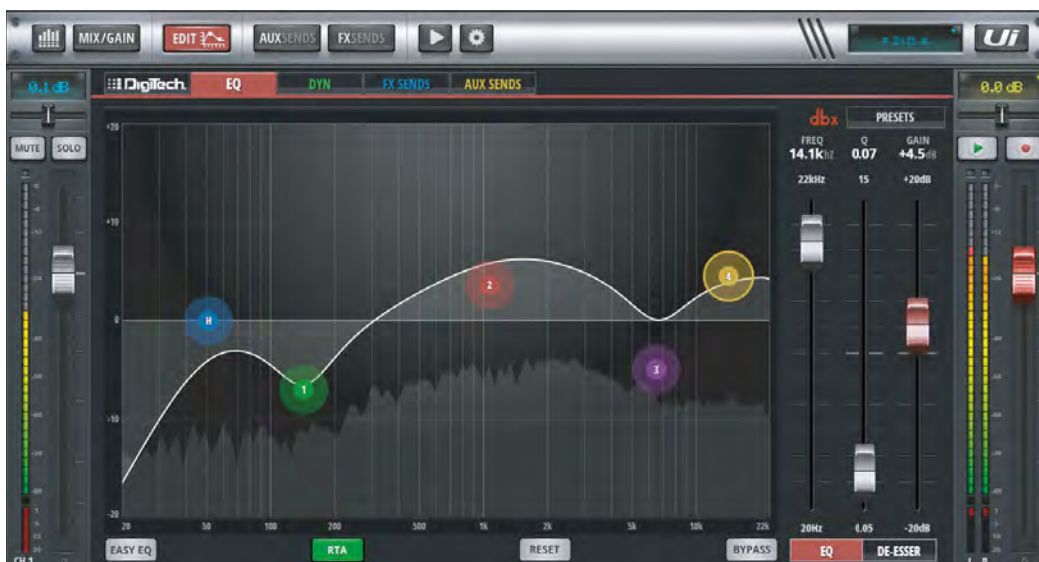 MIX/GAIN EDIT AUXSENDS FXSENDS Ui
0.1dB DigiTech. EQ DYN FX SENDS AUX SENDS 0.0 dB
dbx PRESETS
MUTE SOLO
FREQ Q GAIN
14.1khz 0.07 +4.5dB
22kHz 15 +20dB
+20
+10
0
-10
-20
H 1 2 3 4
20 50 100 200 500 1k 2k 5k 10k 22k
20Hz 0.05 -20dB
EASY EQ RTA RESET BYPASS EQ DE-ESSER
CH 1 L R